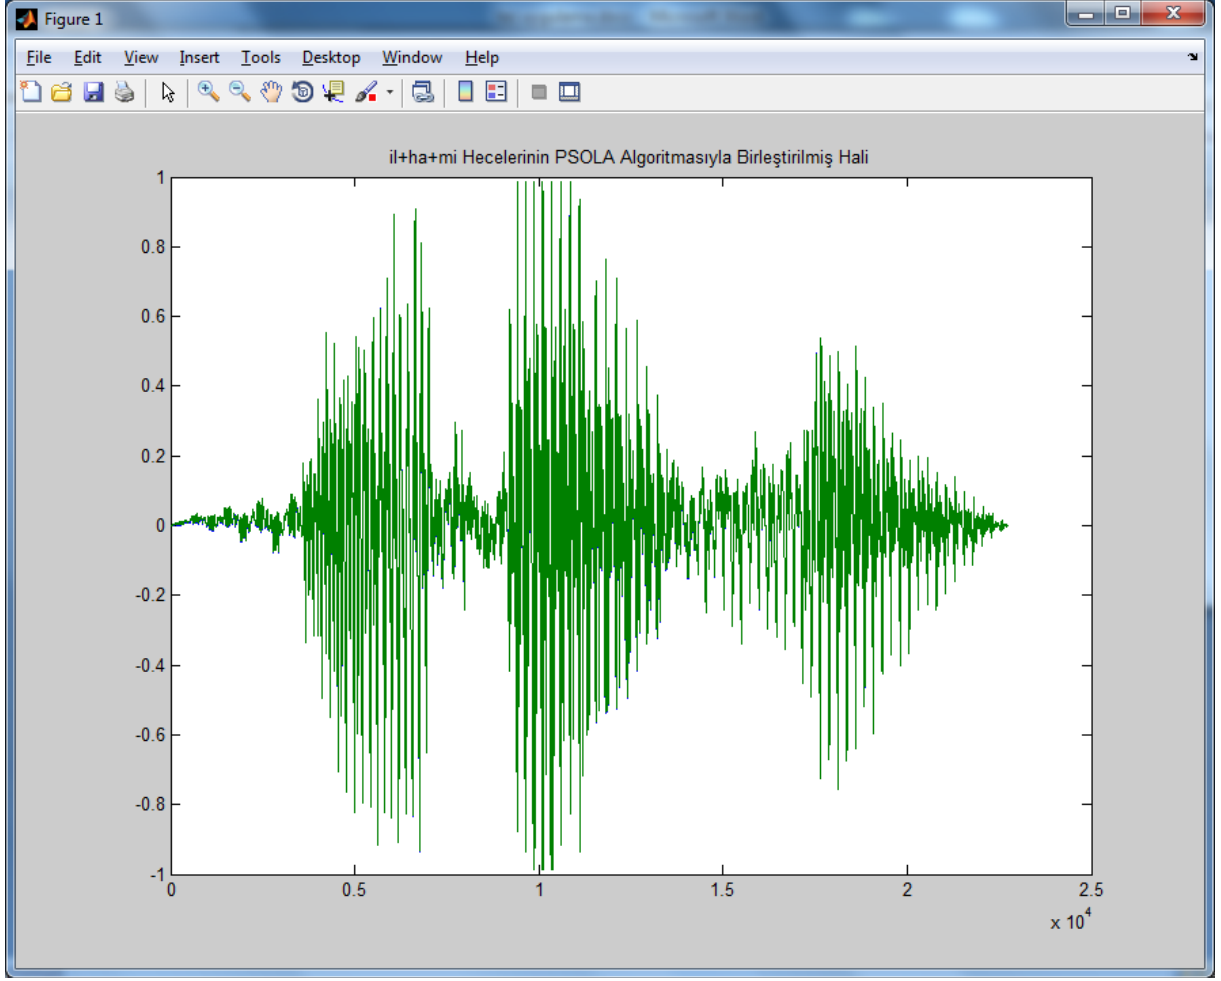 Figure 1
File Edit View Insert Tools Desktop Window Help
il+ha+mi Hecelerinin PSOLA Algoritmasıyla Birleştirilmiş Hali
1
0.8
0.6
0.4
0.2
0
-0.2
-0.4
-0.6
-0.8
-1
0 0.5 1 1.5 2 2.5
x 10^4